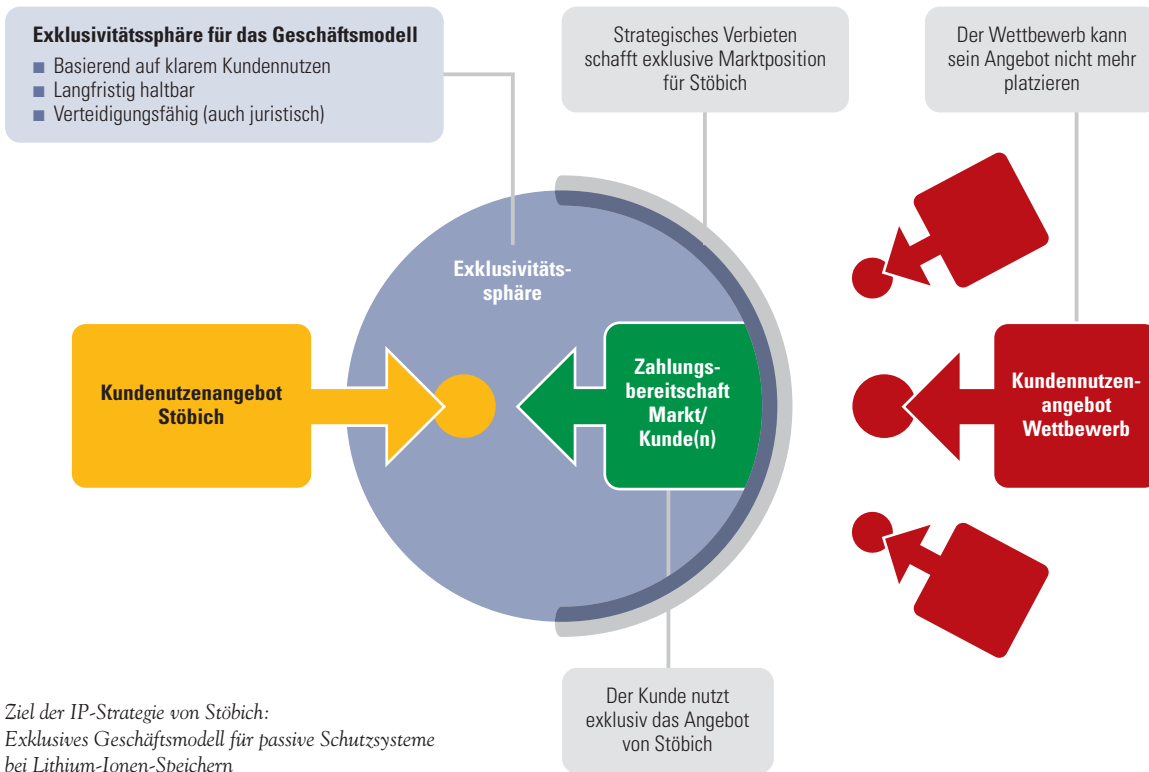 Exklusivitätssphäre für das Geschäftsmodell
■ Basierend auf klarem Kundennutzen
■ Langfristig haltbar
■ Verteidigungsfähig (auch juristisch)
Strategisches Verbieten
schafft exklusive Marktposition
für Stöbich
Der Wettbewerb kann
sein Angebot nicht mehr
platzieren
Exklusivitäts-
sphäre
Kundenutzenangebot
Stöbich
Zahlungs-
bereitschaft
Markt/
Kunde(n)
Kundennutzen-
angebot
Wettbewerb
Der Kunde nutzt
exklusiv das Angebot
von Stöbich
Ziel der IP-Strategie von Stöbich:
Exklusives Geschäftsmodell für passive Schutzsysteme
bei Lithium-Ionen-Speichern